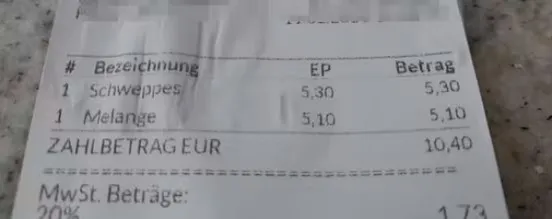 # Bezeichnung EP Betrag
1 Schweppes 5,30 5,30
1 Melange 5,10 5,10
ZAHLBETRAG EUR 10,40
MwSt. Beträge:
20% 1,73